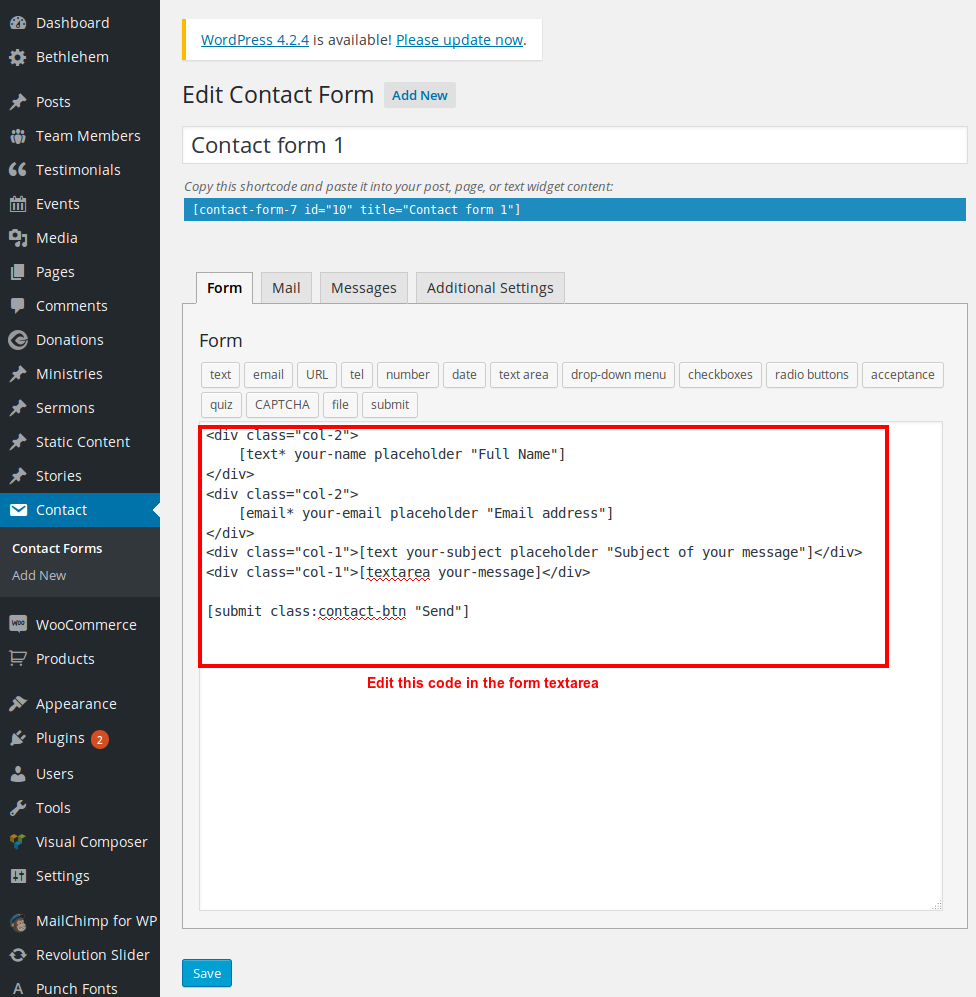 Dashboard
Bethlehem
Posts
Team Members
Testimonials
Events
Media
Pages
Comments
Donations
Ministries
Sermons
Static Content
Stories
Contact
Contact Forms
Add New
WOO WooCommerce
Products
Appearance
Plugins 2
Users
Tools
Visual Composer
Settings
MailChimp for WP
Revolution Slider
A Punch Fonts
WordPress 4.2.4 is available! Please update now.
Edit Contact Form Add New
Contact form 1
Copy this shortcode and paste it into your post, page, or text widget content:
[contact-form-7 id="10" title="Contact form 1"]
Form Mail Messages Additional Settings
Form
text email URL tel number date text area drop-down menu checkboxes radio buttons acceptance
quiz CAPTCHA file submit
<div class="col-2">
    [text* your-name placeholder "Full Name"]
</div>
<div class="col-2">
    [email* your-email placeholder "Email address"]
</div>
<div class="col-1">[text your-subject placeholder "Subject of your message"]</div>
<div class="col-1">[textarea your-message]</div>
[submit class:contact-btn "Send"]
Edit this code in the form textarea
Save